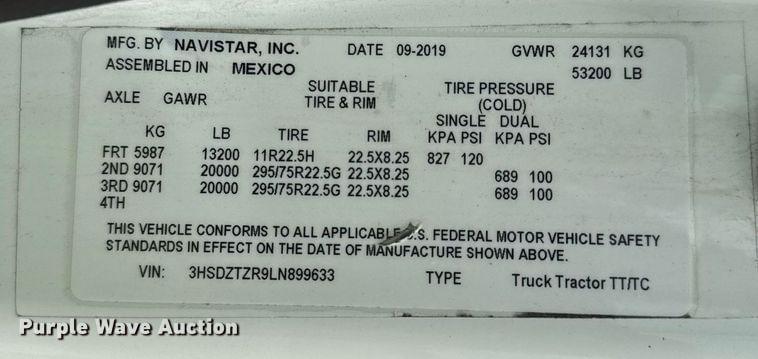 MFG. BY NAVISTAR, INC. DATE 09-2019 GVWR 24131 KG
ASSEMBLED IN MEXICO 53200 LB
AXLE GAWR SUITABLE TIRE & RIM TIRE PRESSURE (COLD)
SINGLE DUAL
KG LB TIRE RIM KPA PSI KPA PSI
FRT 5987 13200 11R22.5H 22.5X8.25 827 120
2ND 9071 20000 295/75R22.5G 22.5X8.25 689 100
3RD 9071 20000 295/75R22.5G 22.5X8.25 689 100
4TH
THIS VEHICLE CONFORMS TO ALL APPLICABLE U.S. FEDERAL MOTOR VEHICLE SAFETY
STANDARDS IN EFFECT ON THE DATE OF MANUFACTURE SHOWN ABOVE.
VIN: 3HSDZTZR9LN899633 TYPE Truck Tractor TT/TC
Purple Wave Auction